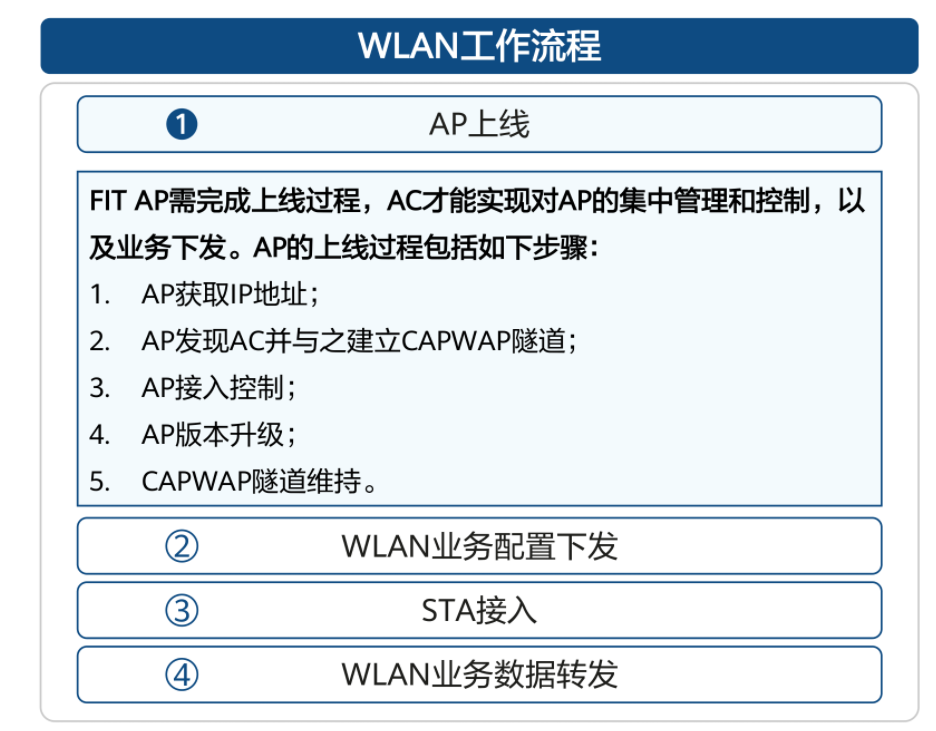 WLAN工作流程
❶ AP上线
FIT AP需完成上线过程，AC才能实现对AP的集中管理和控制，以
及业务下发。AP的上线过程包括如下步骤：
1. AP获取IP地址；
2. AP发现AC并与之建立CAPWAP隧道；
3. AP接入控制；
4. AP版本升级；
5. CAPWAP隧道维持。
② WLAN业务配置下发
③ STA接入
④ WLAN业务数据转发